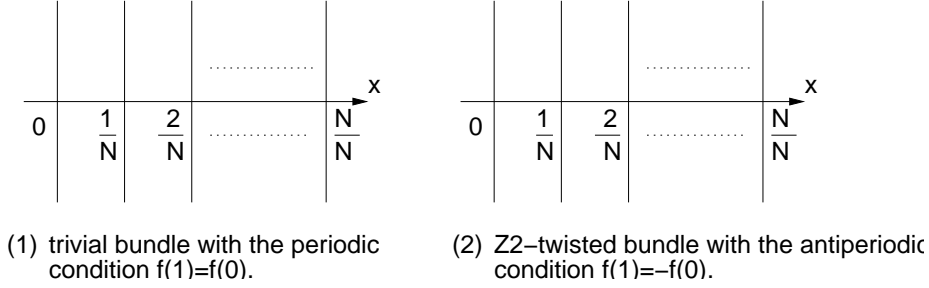 x
0
1
N
2
N
N
N
(1) trivial bundle with the periodic
condition f(1)=f(0).
x
0
1
N
2
N
N
N
(2) Z2−twisted bundle with the antiperiodic
condition f(1)=−f(0).